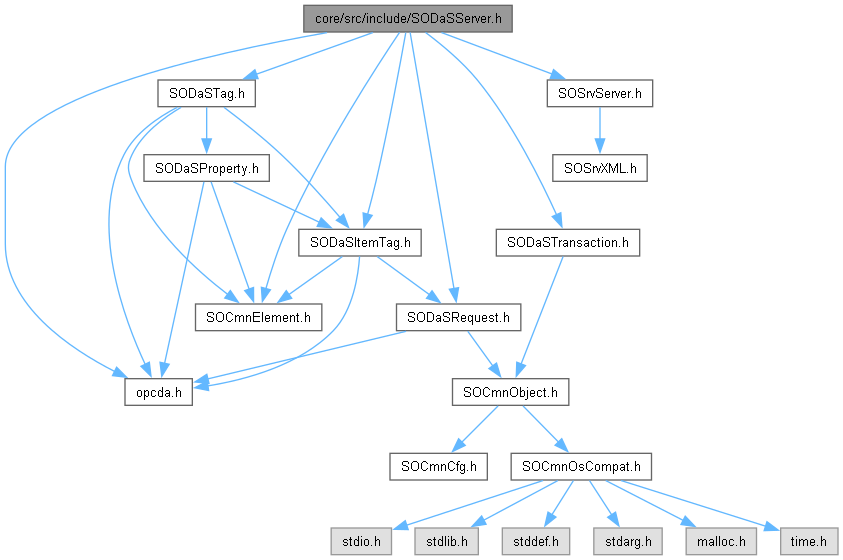 core/src/include/SODaSServer.h
SODaSTag.h
SOSrvServer.h
SODaSProperty.h
SOSrvXML.h
SODaSItemTag.h
SODaSTransaction.h
SOCmnElement.h
SODaSRequest.h
opcda.h
SOCmnObject.h
SOCmnCfg.h
SOCmnOsCompat.h
stdio.h
stdlib.h
stddef.h
stdarg.h
malloc.h
time.h